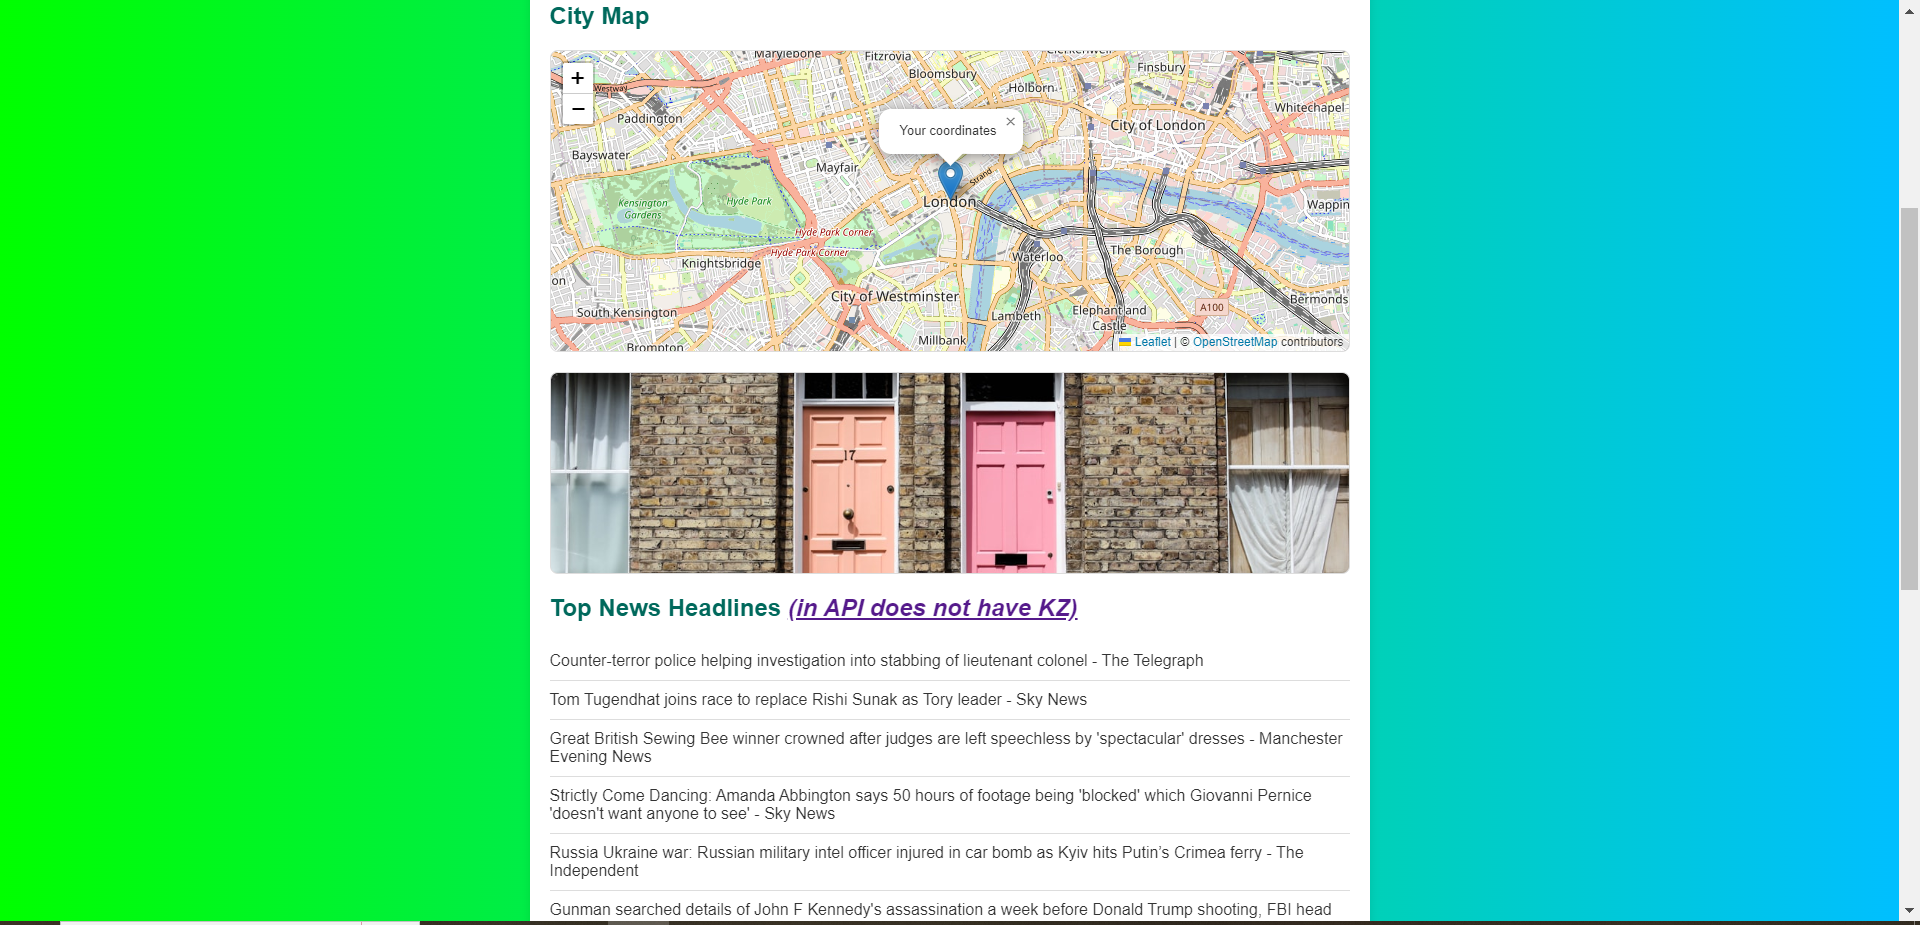 City Map
Marylebone
Fitzrovia
Clerkenwell
Bloomsbury
Finsbury
+
Westway
Holborn
−
Paddington
Whitechapel
City of London
Your coordinates ×
Bayswater
Mayfair
Strand
Kensington
Gardens
Hyde Park
London
Wappin
Hyde Park Corner
Hyde Park Corner
The Borough
Knightsbridge
Waterloo
on
City of Westminster
Bermonds
South Kensington
Lambeth
Elephant and
Castle
A100
Millbank
Brompton
Leaflet | © OpenStreetMap contributors
17
Top News Headlines (in API does not have KZ)
Counter-terror police helping investigation into stabbing of lieutenant colonel - The Telegraph
Tom Tugendhat joins race to replace Rishi Sunak as Tory leader - Sky News
Great British Sewing Bee winner crowned after judges are left speechless by 'spectacular' dresses - Manchester
Evening News
Strictly Come Dancing: Amanda Abbington says 50 hours of footage being 'blocked' which Giovanni Pernice
'doesn't want anyone to see' - Sky News
Russia Ukraine war: Russian military intel officer injured in car bomb as Kyiv hits Putin’s Crimea ferry - The
Independent
Gunman searched details of John F Kennedy's assassination a week before Donald Trump shooting, FBI head